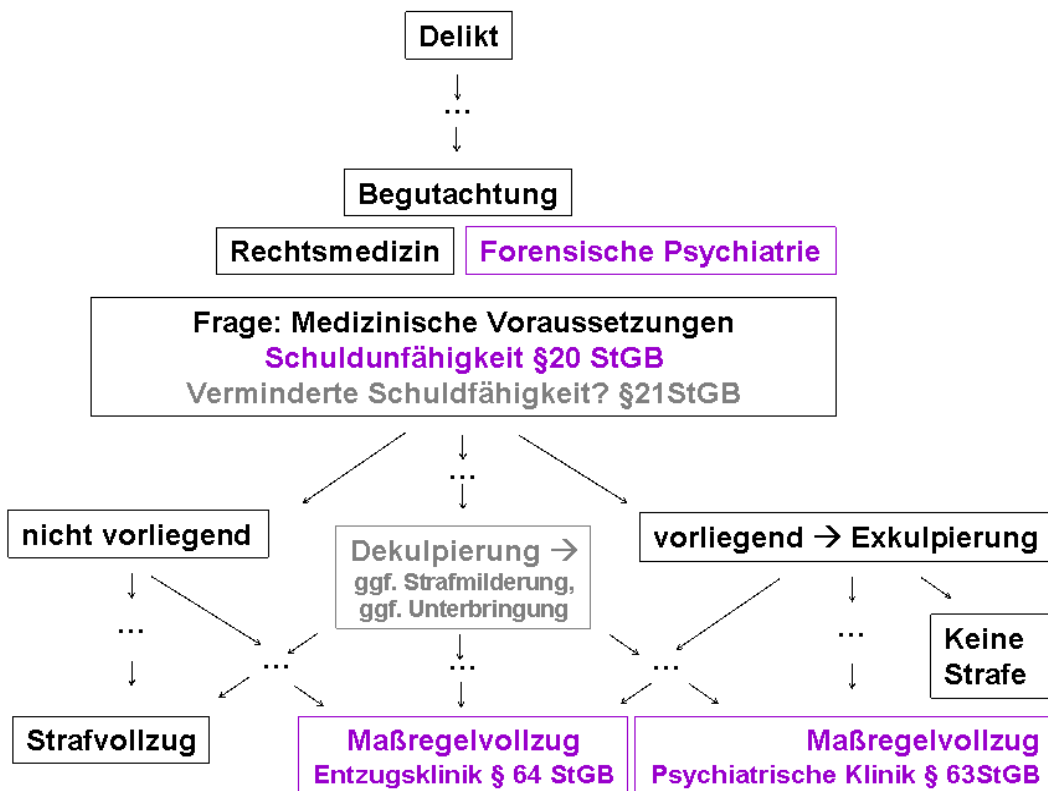 Delikt
...
Begutachtung
Rechtsmedizin
Forensische Psychiatrie
Frage: Medizinische Voraussetzungen
Schuldunfähigkeit §20 StGB
Verminderte Schuldfähigkeit? §21StGB
...
nicht vorliegend
Dekulpierung →
ggf. Strafmilderung,
ggf. Unterbringung
vorliegend → Exkulpierung
...
...
Keine
Strafe
...
...
...
Strafvollzug
Maßregelvollzug
Entzugsklinik § 64 StGB
Maßregelvollzug
Psychiatrische Klinik § 63StGB